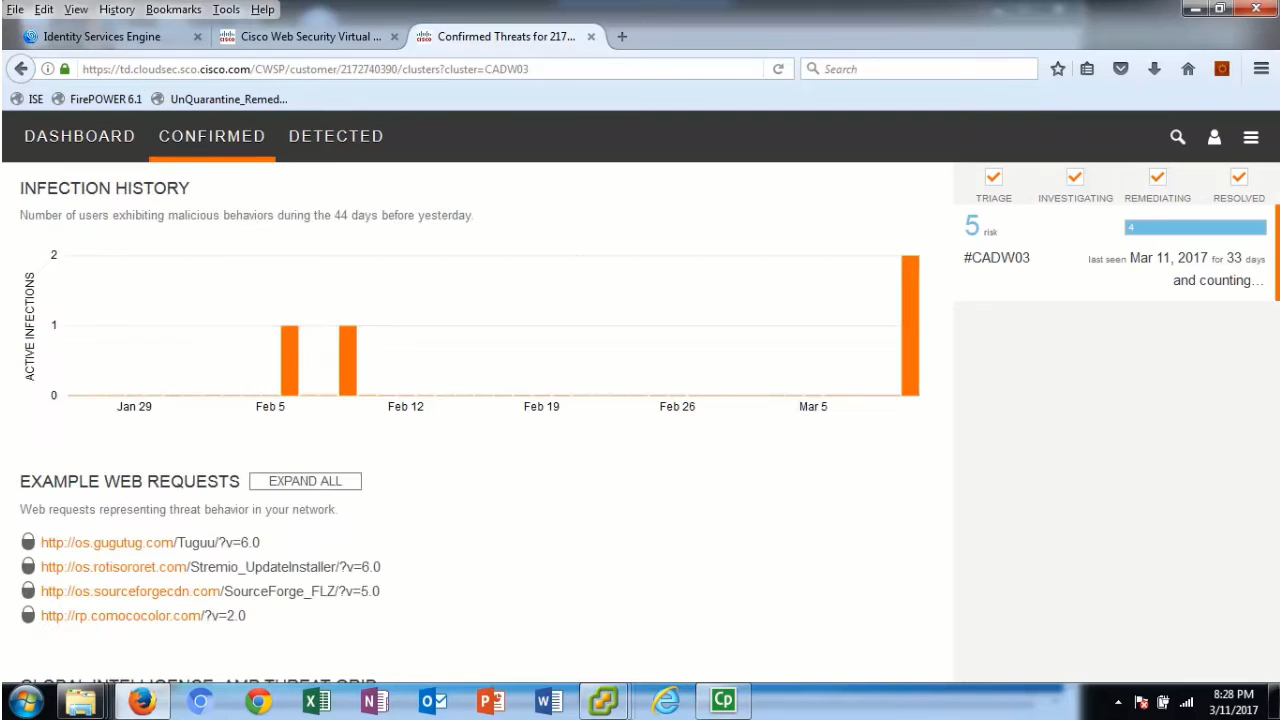 File Edit View History Bookmarks Tools Help
Identity Services Engine
Cisco Web Security Virtual ...
Confirmed Threats for 217...
https://td.cloudsec.sco.cisco.com/CWSP/customer/2172740390/clusters?cluster=CADW03
Search
ISE FirePOWER 6.1 UnQuarantine_Remed...
DASHBOARD CONFIRMED DETECTED
INFECTION HISTORY
Number of users exhibiting malicious behaviors during the 44 days before yesterday.
ACTIVE INFECTIONS
2
1
0
Jan 29 Feb 5 Feb 12 Feb 19 Feb 26 Mar 5
TRIAGE INVESTIGATING REMEDIATING RESOLVED
5 risk 4
#CADW03 last seen Mar 11, 2017 for 33 days
and counting...
EXAMPLE WEB REQUESTS EXPAND ALL
Web requests representing threat behavior in your network.
http://os.gugutug.com/Tuguu/?v=6.0
http://os.rotisororet.com/Stremio_UpdateInstaller/?v=6.0
http://os.sourceforgecdn.com/SourceForge_FLZ/?v=5.0
http://rp.comococolor.com/?v=2.0
GLOBAL INTELLIGENCE, AMP THREAT GRID
Cp
8:28 PM
3/11/2017